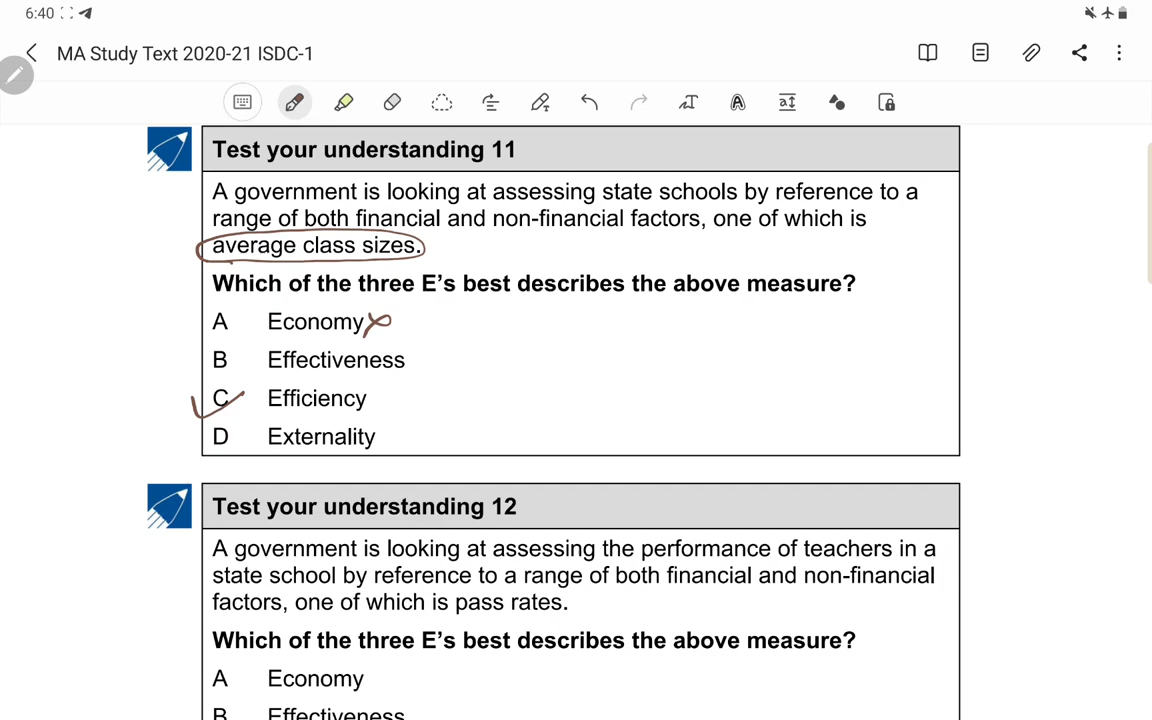 6:40
MA Study Text 2020-21 ISDC-1
Test your understanding 11
A government is looking at assessing state schools by reference to a
range of both financial and non-financial factors, one of which is
average class sizes.
Which of the three E's best describes the above measure?
A Economy
B Effectiveness
C Efficiency
D Externality
Test your understanding 12
A government is looking at assessing the performance of teachers in a
state school by reference to a range of both financial and non-financial
factors, one of which is pass rates.
Which of the three E's best describes the above measure?
A Economy
B Effectiveness